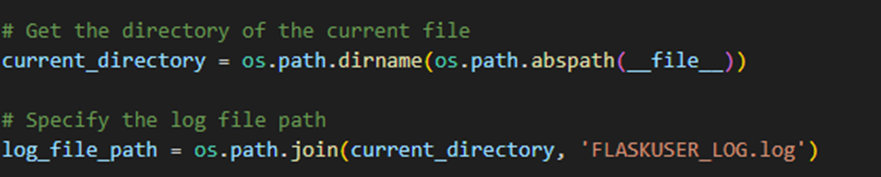 # Get the directory of the current file
current_directory = os.path.dirname(os.path.abspath(__file__))
# Specify the log file path
log_file_path = os.path.join(current_directory, 'FLASKUSER_LOG.log')